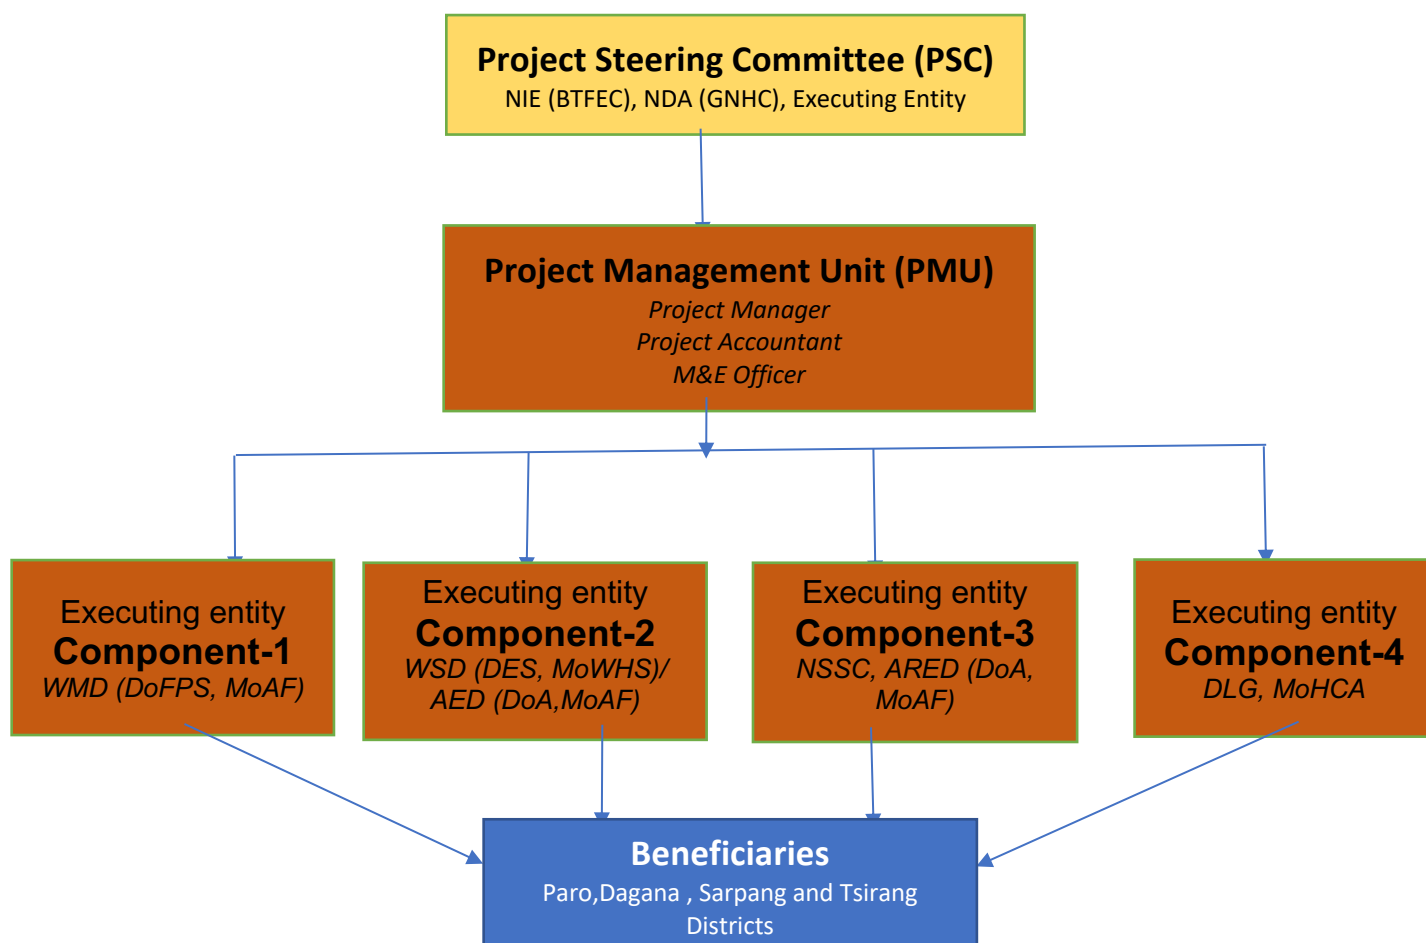 Project Steering Committee (PSC)
NIE (BTFEC), NDA (GNHC), Executing Entity
Project Management Unit (PMU)
Project Manager
Project Accountant
M&E Officer
Executing entity
Component-1
WMD (DoFPS, MoAF)
Executing entity
Component-2
WSD (DES, MoWHS)/
AED (DoA,MoAF)
Executing entity
Component-3
NSSC, ARED (DoA,
MoAF)
Executing entity
Component-4
DLG, MoHCA
Beneficiaries
Paro,Dagana , Sarpang and Tsirang
Districts